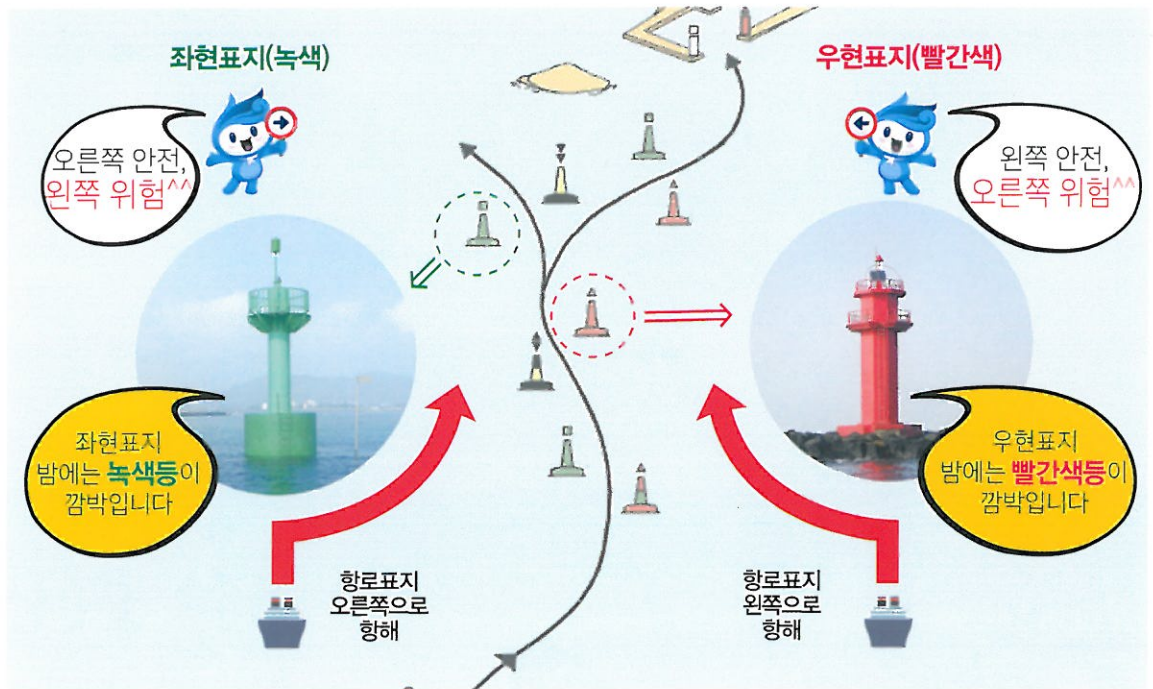 좌현표지(녹색)
우현표지(빨간색)
오른쪽 안전,
왼쪽 위험^^
왼쪽 안전,
오른쪽 위험^^
좌현표지
밤에는 녹색등이
깜박입니다
우현표지
밤에는 빨간색등이
깜박입니다
항로표지
오른쪽으로
항해
항로표지
왼쪽으로
항해